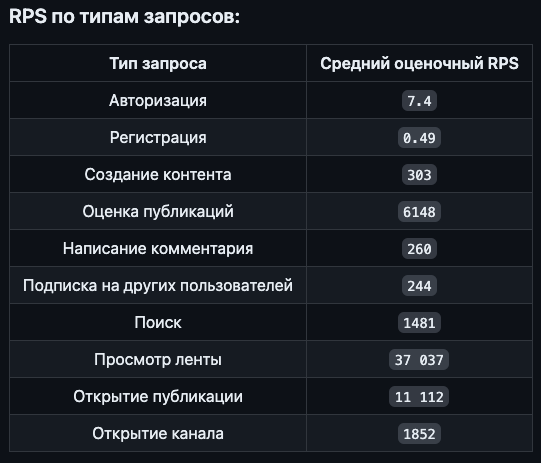 RPS по типам запросов:
Тип запроса Средний оценочный RPS
Авторизация 7.4
Регистрация 0.49
Создание контента 303
Оценка публикаций 6148
Написание комментария 260
Подписка на других пользователей 244
Поиск 1481
Просмотр ленты 37 037
Открытие публикации 11 112
Открытие канала 1852